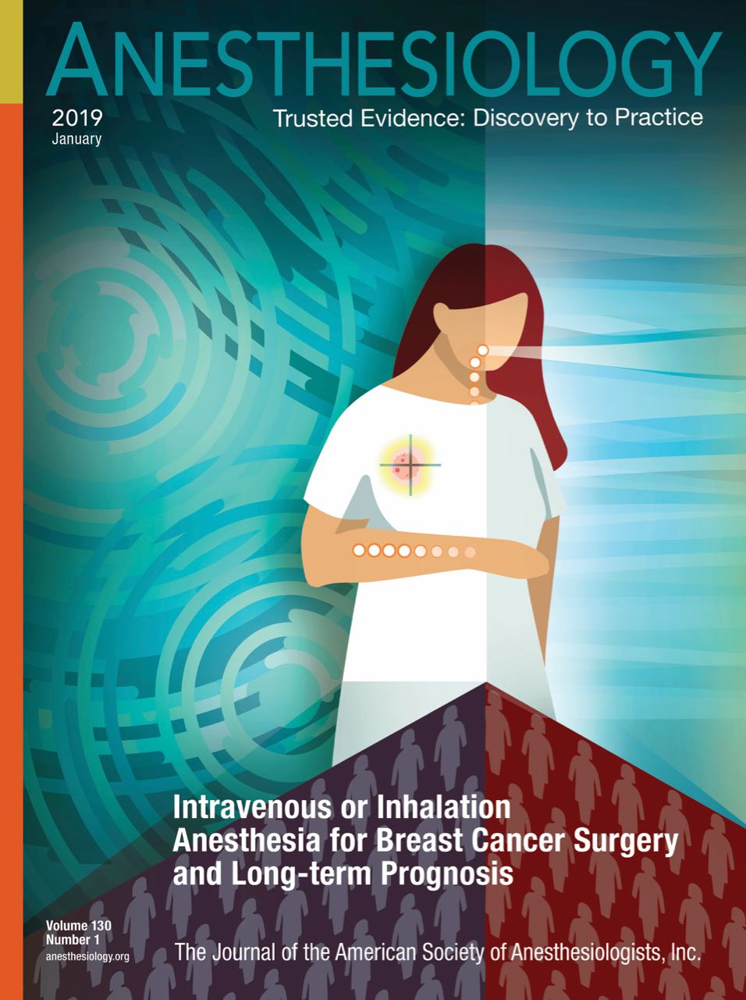 ANESTHESIOLOGY
2019
January
Trusted Evidence: Discovery to Practice
Intravenous or Inhalation
Anesthesia for Breast Cancer Surgery
and Long-term Prognosis
Volume 130
Number 1
anesthesiology.org
The Journal of the American Society of Anesthesiologists, Inc.